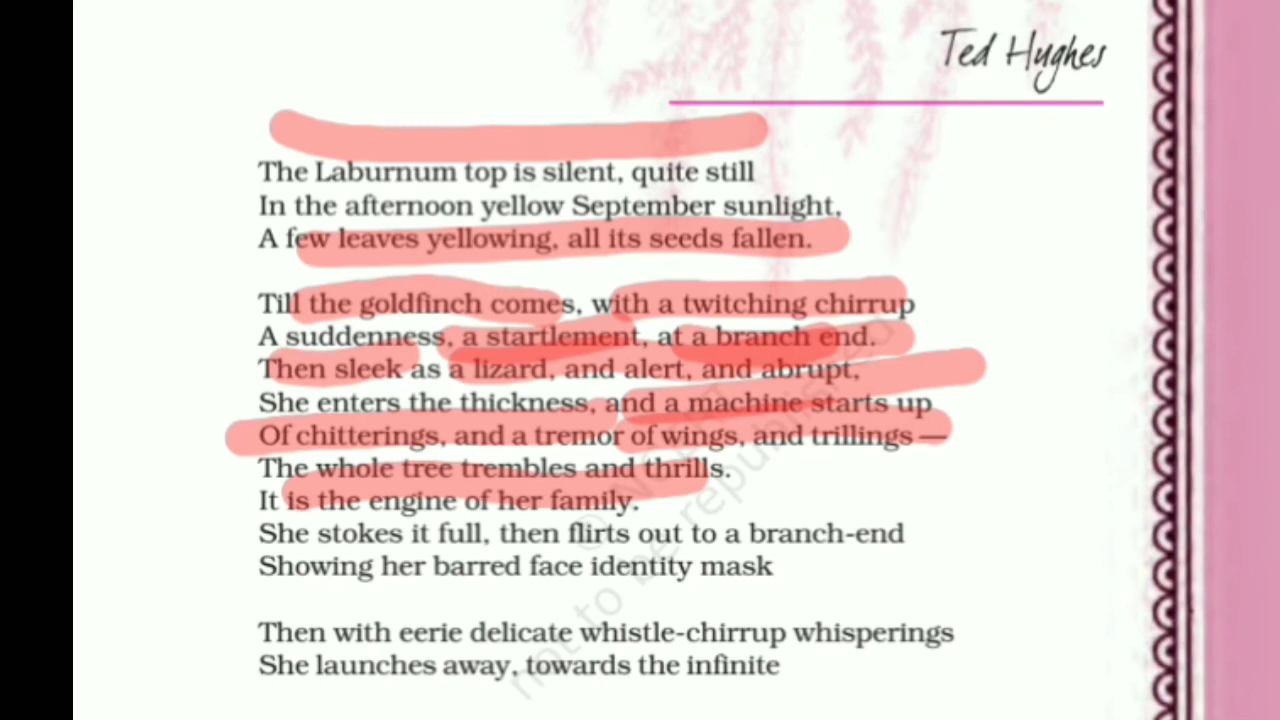 Ted Hughes
The Laburnum top is silent, quite still
In the afternoon yellow September sunlight,
A few leaves yellowing, all its seeds fallen.
Till the goldfinch comes, with a twitching chirrup
A suddenness, a startlement, at a branch end.
Then sleek as a lizard, and alert, and abrupt,
She enters the thickness, and a machine starts up
Of chitterings, and a tremor of wings, and trillings —
The whole tree trembles and thrills.
It is the engine of her family.
She stokes it full, then flirts out to a branch-end
Showing her barred face identity mask
Then with eerie delicate whistle-chirrup whisperings
She launches away, towards the infinite
not to be republished